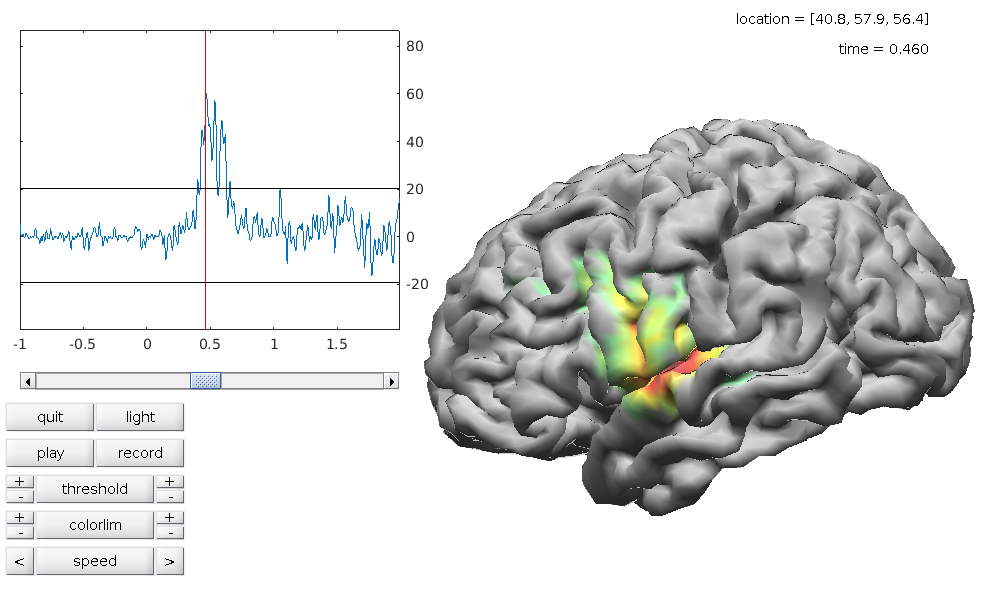 location = [40.8, 57.9, 56.4]
time = 0.460
80
60
40
20
0
-20
-1 -0.5 0 0.5 1 1.5
quit light
play record
+ threshold +
- -
+ colorlim +
- -
< speed >